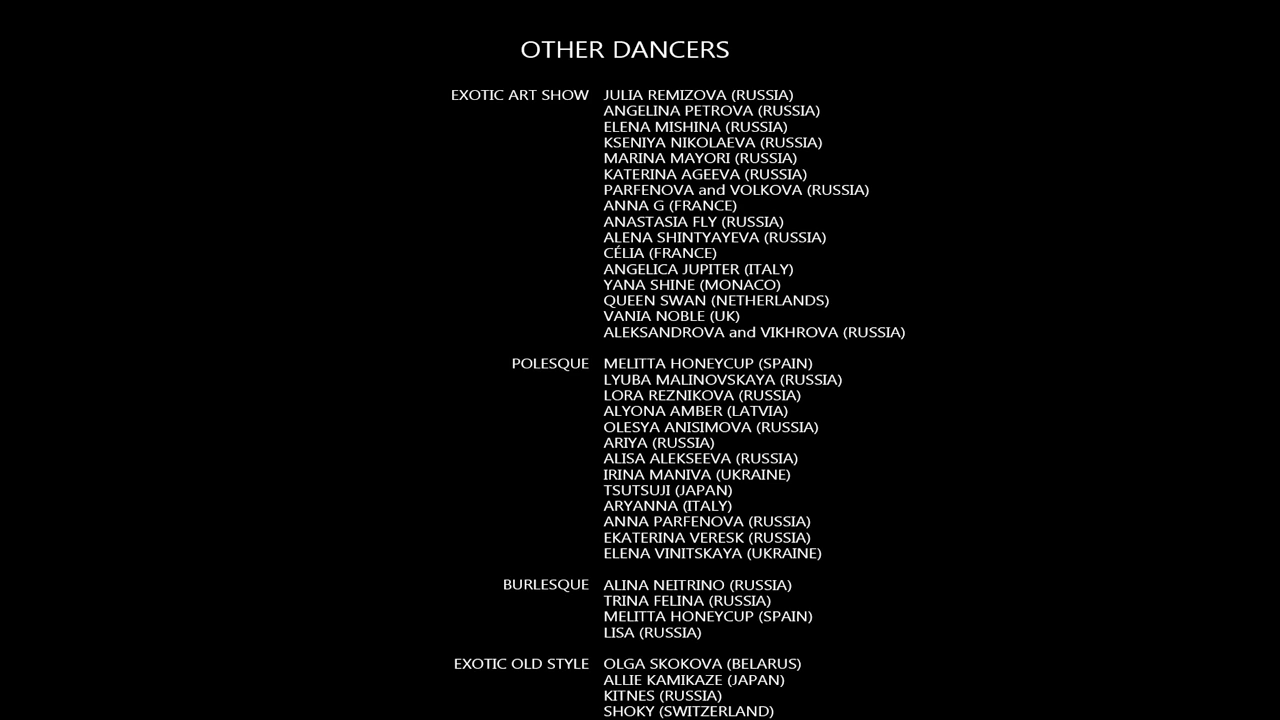 OTHER DANCERS
EXOTIC ART SHOW JULIA REMIZOVA (RUSSIA)
ANGELINA PETROVA (RUSSIA)
ELENA MISHINA (RUSSIA)
KSENIYA NIKOLAEVA (RUSSIA)
MARINA MAYORI (RUSSIA)
KATERINA AGEEVA (RUSSIA)
PARFENOVA and VOLKOVA (RUSSIA)
ANNA G (FRANCE)
ANASTASIA FLY (RUSSIA)
ALENA SHINTYAYEVA (RUSSIA)
CÉLIA (FRANCE)
ANGELICA JUPITER (ITALY)
YANA SHINE (MONACO)
QUEEN SWAN (NETHERLANDS)
VANIA NOBLE (UK)
ALEKSANDROVA and VIKHROVA (RUSSIA)
POLESQUE MELITTA HONEYCUP (SPAIN)
LYUBA MALINOVSKAYA (RUSSIA)
LORA REZNIKOVA (RUSSIA)
ALYONA AMBER (LATVIA)
OLESYA ANISIMOVA (RUSSIA)
ARIYA (RUSSIA)
ALISA ALEKSEEVA (RUSSIA)
IRINA MANIVA (UKRAINE)
TSUTSUJI (JAPAN)
ARYANNA (ITALY)
ANNA PARFENOVA (RUSSIA)
EKATERINA VERESK (RUSSIA)
ELENA VINITSKAYA (UKRAINE)
BURLESQUE ALINA NEITRINO (RUSSIA)
TRINA FELINA (RUSSIA)
MELITTA HONEYCUP (SPAIN)
LISA (RUSSIA)
EXOTIC OLD STYLE OLGA SKOKOVA (BELARUS)
ALLIE KAMIKAZE (JAPAN)
KITNES (RUSSIA)
SHOKY (SWITZERLAND)